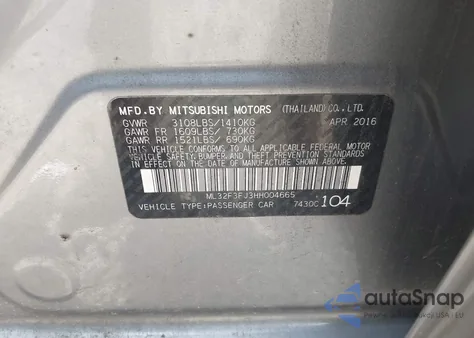 MFD.BY MITSUBISHI MOTORS (THAILAND) CO., LTD.
GVWR 3108LBS/1410KG APR 2016
GAWR FR 1609LBS/ 730KG
GAWR RR 1521LBS/ 690KG
THIS VEHICLE CONFORMS TO ALL APPLICABLE FEDERAL MOTOR
VEHICLE SAFETY, BUMPER, AND THEFT PREVENTION STANDARDS
IN EFFECT ON THE DATE OF MANUFACTURE SHOWN ABOVE.
ML32F3FJ3HH004665
VEHICLE TYPE:PASSENGER CAR 7430C 104
autoSnap
USA | EU